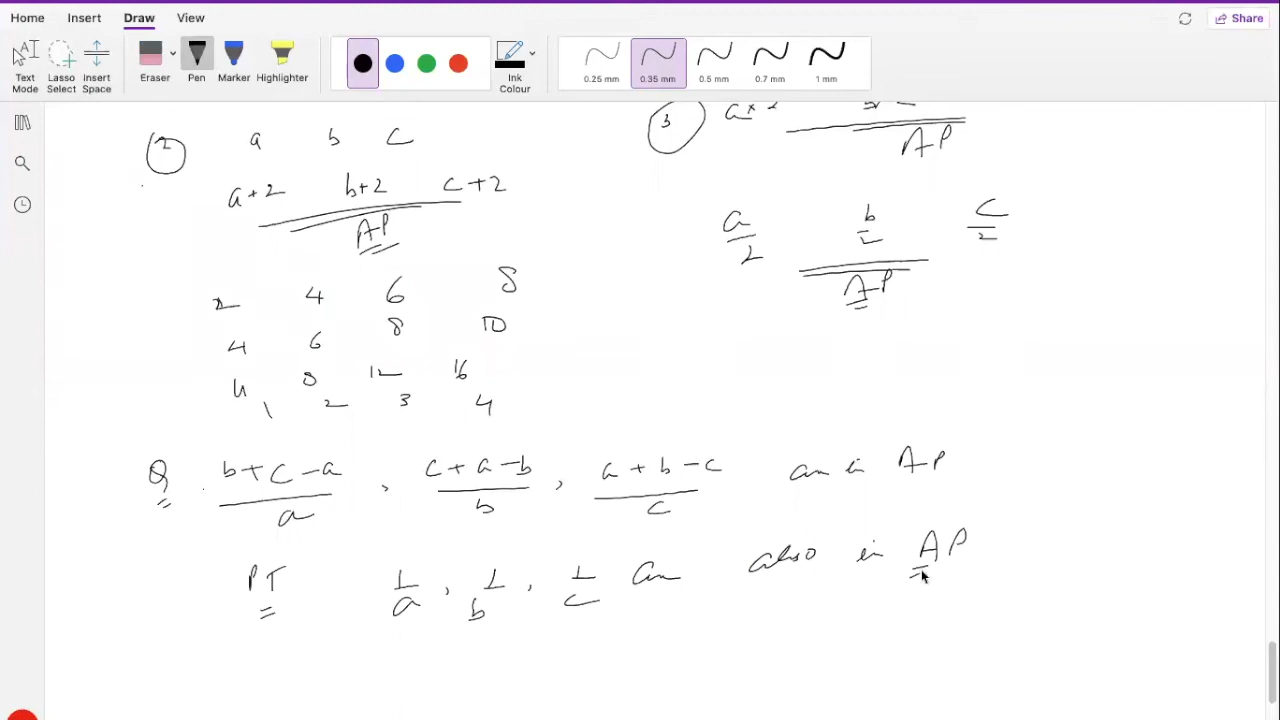 Home Insert Draw View Share
Text Mode Lasso Select Insert Space Eraser Pen Marker Highlighter Ink Colour 0.25 mm 0.35 mm 0.5 mm 0.7 mm 1 mm
2 a b c
a+2 b+2 c+2
AP
2 4 6 8
4 6 8 10
4 8 12 16
1 2 3 4
3
AP
a/2 b/2 c/2
AP
Q b+c-a/a , c+a-b/b , a+b-c/c are in AP
PT 1/a , 1/b , 1/c are also in AP